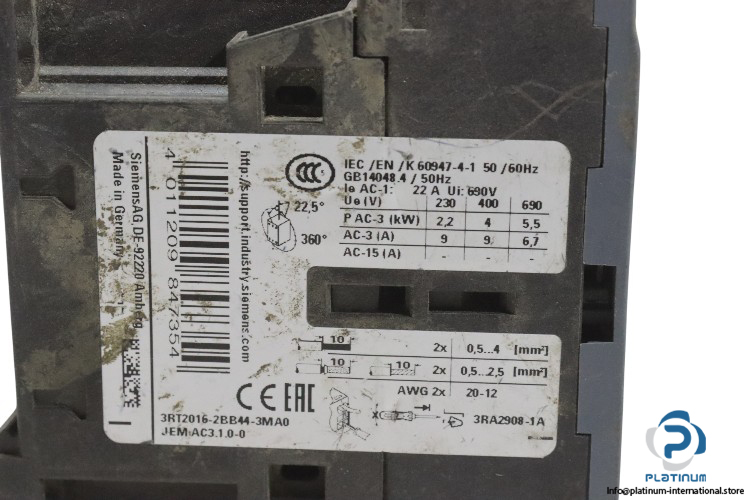 SiemensAG,DE-92220 Amberg
Made in Germany
4 011209 847354
http://support.industry.siemens.com
CCC
22,5°
360°
IEC /EN /K 60947-4-1 50 /60Hz
GB14048.4 / 50Hz
Ie AC-1: 22 A Ui: 690V
Ue (V) 230 400 690
P AC-3 (kW) 2,2 4 5,5
AC-3 (A) 9 9 6,7
AC-15 (A) - - -
10 2x 0,5...4 [mm²]
10 10 2x 0,5...2,5 [mm²]
AWG 2x 20-12
CE EAC
3RT2016-2BB44-3MA0
JEM AC3.1.0-0
X
3RA2908-1A
PLATINUM
Info@platinum-international.store